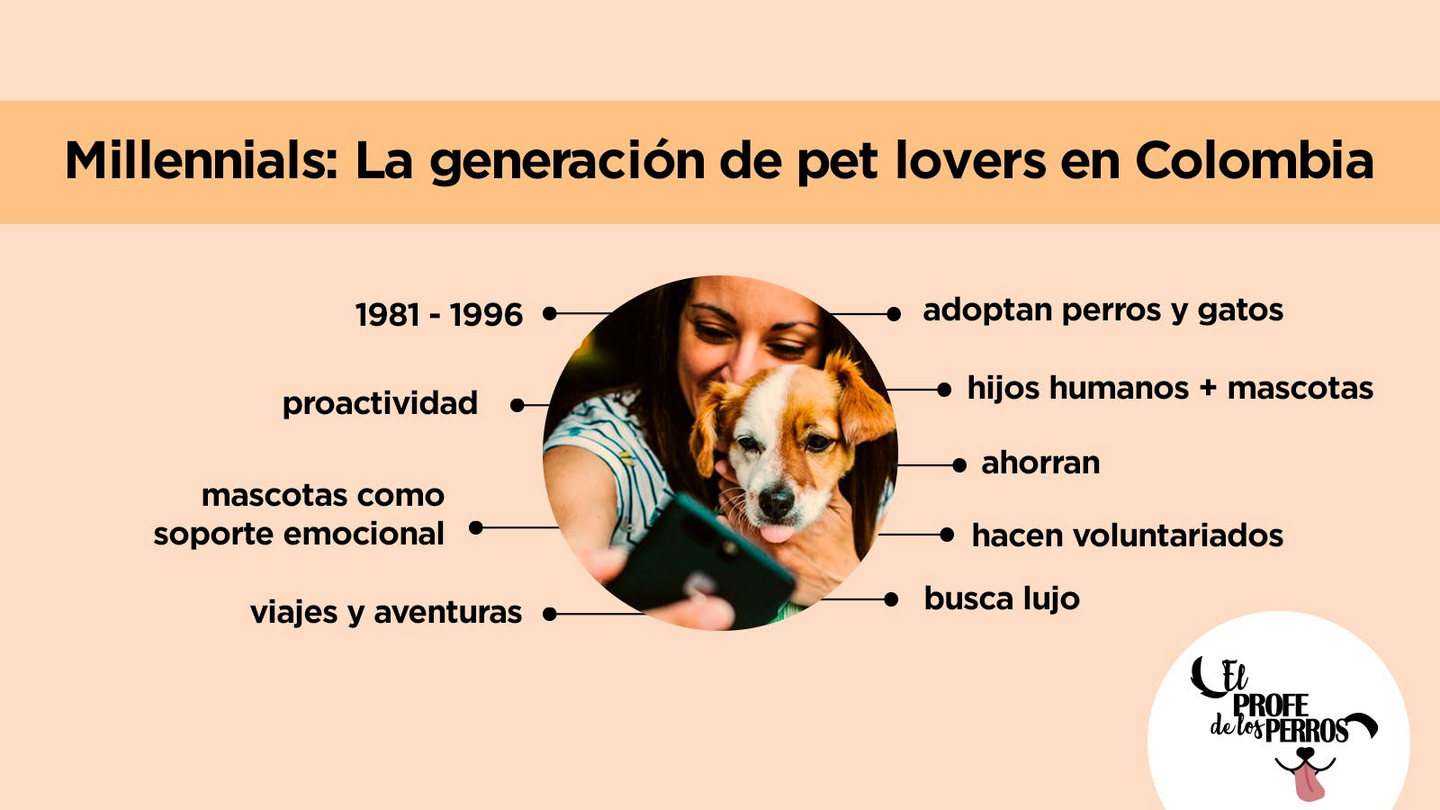 Millennials: La generación de pet lovers en Colombia
1981 - 1996
proactividad
mascotas como
soporte emocional
viajes y aventuras
adoptan perros y gatos
hijos humanos + mascotas
ahorran
hacen voluntariados
busca lujo
El
PROFE
de los PERROS